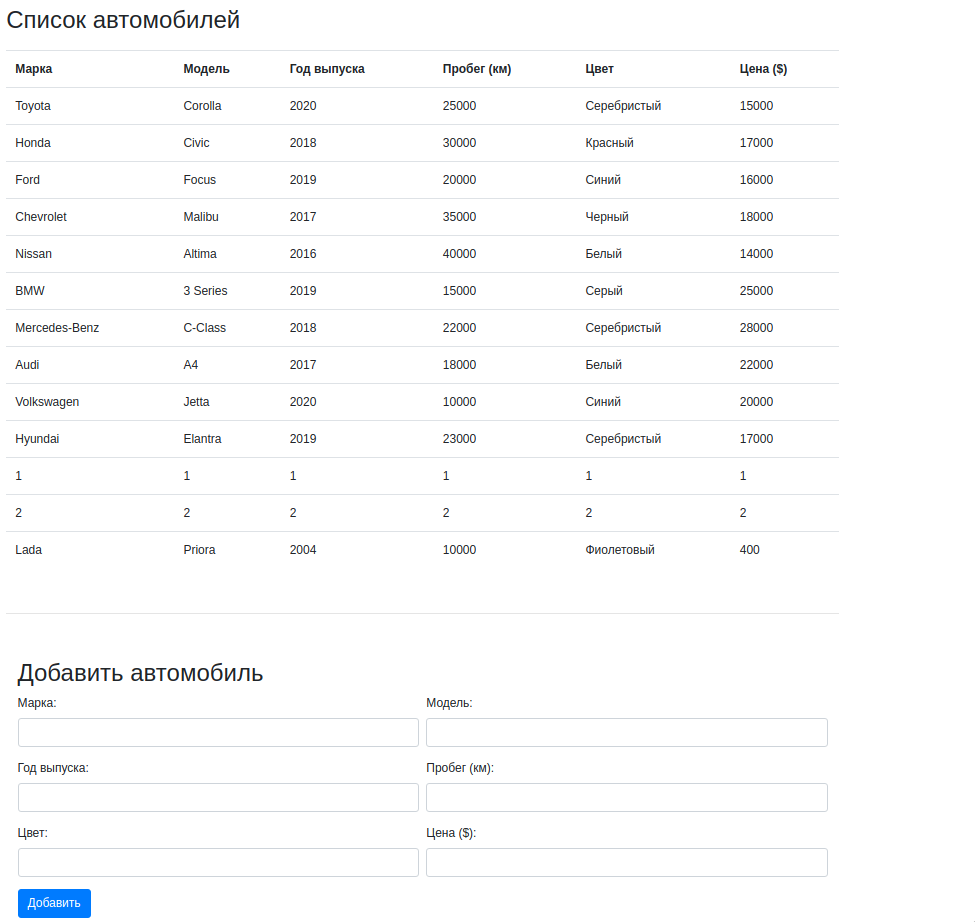 Список автомобилей
Марка Модель Год выпуска Пробег (км) Цвет Цена ($)
Toyota Corolla 2020 25000 Серебристый 15000
Honda Civic 2018 30000 Красный 17000
Ford Focus 2019 20000 Синий 16000
Chevrolet Malibu 2017 35000 Черный 18000
Nissan Altima 2016 40000 Белый 14000
BMW 3 Series 2019 15000 Серый 25000
Mercedes-Benz C-Class 2018 22000 Серебристый 28000
Audi A4 2017 18000 Белый 22000
Volkswagen Jetta 2020 10000 Синий 20000
Hyundai Elantra 2019 23000 Серебристый 17000
1 1 1 1 1 1
2 2 2 2 2 2
Lada Priora 2004 10000 Фиолетовый 400
Добавить автомобиль
Марка: Модель:
Год выпуска: Пробег (км):
Цвет: Цена ($):
Добавить